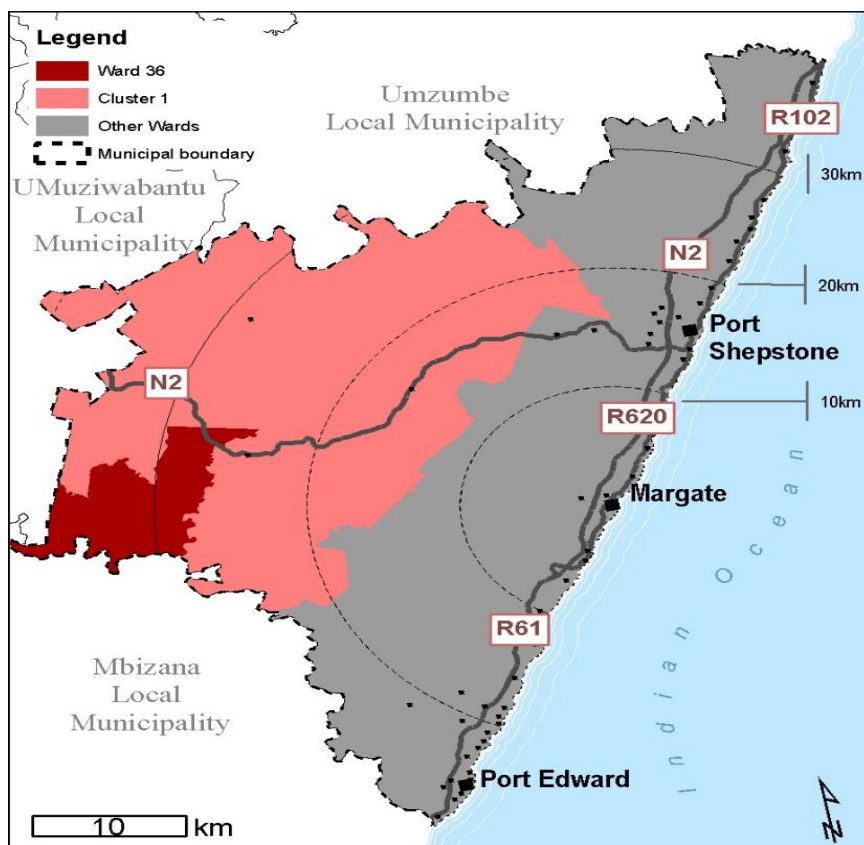 Legend
Ward 36
Cluster 1
Other Wards
Municipal boundary
Umzumbe
Local Municipality
UMuziwabantu
Local
Municipality
R102
30km
N2
20km
Port
Shepstone
N2
10km
R620
Margate
Indian Ocean
R61
Mbizana
Local
Municipality
Port Edward
10 km
N